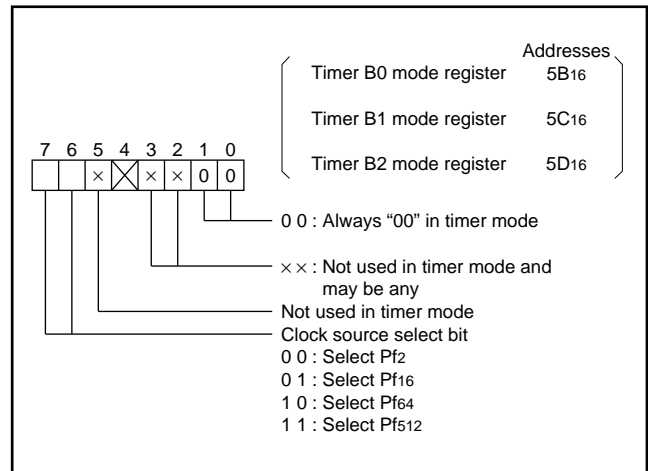 Addresses
Timer B0 mode register 5B16
Timer B1 mode register 5C16
Timer B2 mode register 5D16
7 6 5 4 3 2 1 0
× × × 0 0
0 0 : Always “00” in timer mode
×× : Not used in timer mode and
may be any
Not used in timer mode
Clock source select bit
0 0 : Select Pf2
0 1 : Select Pf16
1 0 : Select Pf64
1 1 : Select Pf512